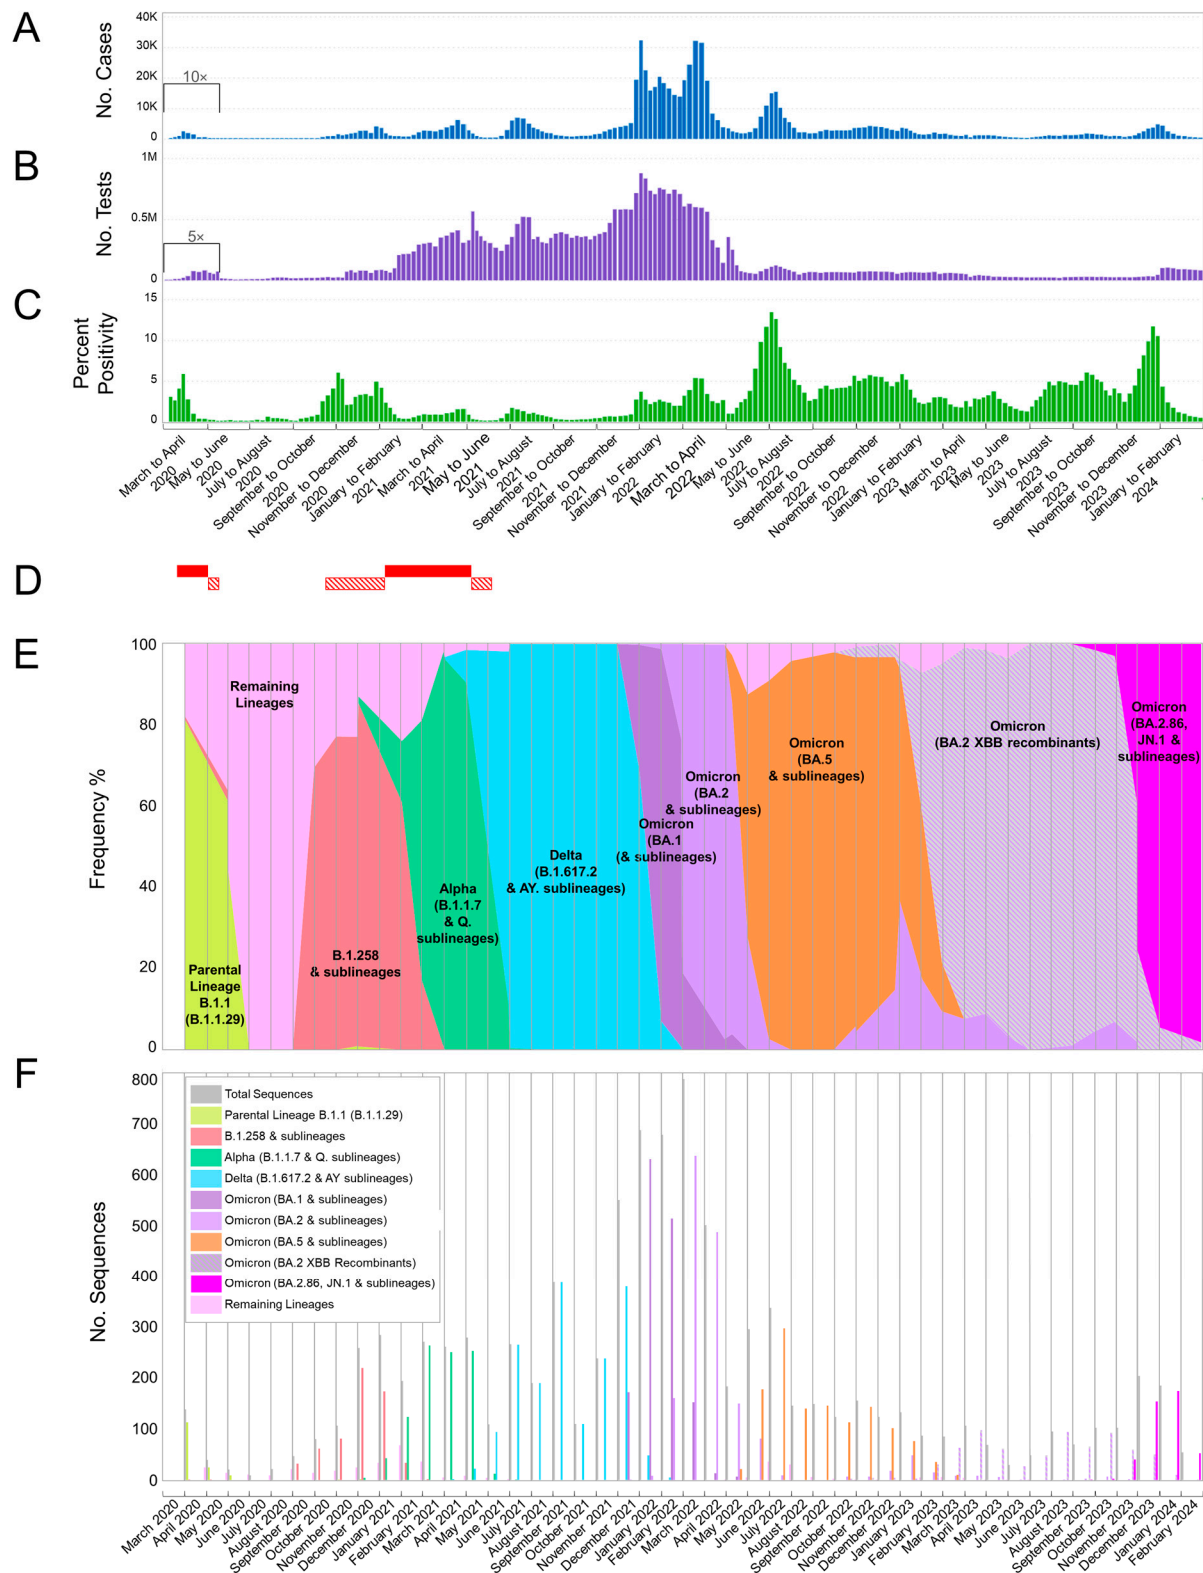 A
No. Cases
40K
30K
20K
10K
0
10×
B
No. Tests
1M
0.5M
0
5×
C
Percent
Positivity
15
10
5
0
March to April
2020
May to June
2020
July to August
2020
September to October
2020
November to December
2020
January to February
2021
March to April
2021
May to June
2021
July to August
2021
September to October
2021
November to December
2021
January to February
2022
March to April
2022
May to June
2022
July to August
2022
September to October
2022
November to December
2022
January to February
2023
March to April
2023
May to June
2023
July to August
2023
September to October
2023
November to December
2023
January to February
2024
D
E
Frequency %
100
80
60
40
20
0
Remaining
Lineages
Parental
Lineage
B.1.1
(B.1.1.29)
B.1.258
& sublineages
Alpha
(B.1.1.7
& Q.
sublineages)
Delta
(B.1.617.2
& AY. sublineages)
Omicron
(BA.1
(& sublineages)
Omicron
(BA.2
& sublineages)
Omicron
(BA.5
& sublineages)
Omicron
(BA.2 XBB recombinants)
Omicron
(BA.2.86,
JN.1 &
sublineages)
F
No. Sequences
800
700
600
500
400
300
200
100
0
Total Sequences
Parental Lineage B.1.1 (B.1.1.29)
B.1.258 & sublineages
Alpha (B.1.1.7 & Q. sublineages)
Delta (B.1.617.2 & AY sublineages)
Omicron (BA.1 & sublineages)
Omicron (BA.2 & sublineages)
Omicron (BA.5 & sublineages)
Omicron (BA.2 XBB Recombinants)
Omicron (BA.2.86, JN.1 & sublineages)
Remaining Lineages
March 2020
April 2020
May 2020
June 2020
July 2020
August 2020
September 2020
October 2020
November 2020
December 2020
January 2021
February 2021
March 2021
April 2021
May 2021
June 2021
July 2021
August 2021
September 2021
October 2021
November 2021
December 2021
January 2022
February 2022
March 2022
April 2022
May 2022
June 2022
July 2022
August 2022
September 2022
October 2022
November 2022
December 2022
January 2023
February 2023
March 2023
April 2023
May 2023
June 2023
July 2023
August 2023
September 2023
October 2023
November 2023
December 2023
January 2024
February 2024